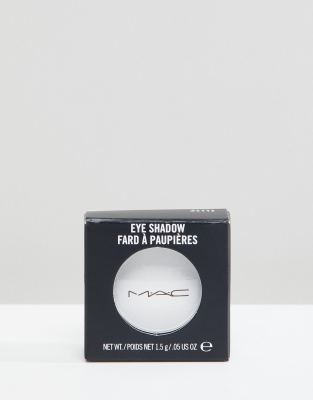 EYE SHADOW
FARD À PAUPIÈRES
MAC
NET WT./POIDS NET 1.5 g/.05 US OZ ℮